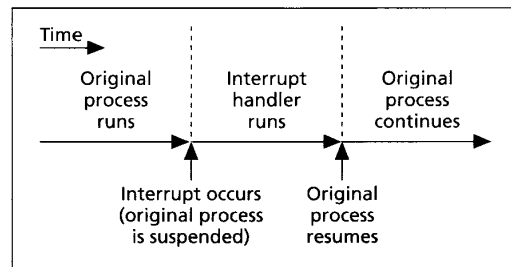 Time
Original
process
runs
Interrupt
handler
runs
Original
process
continues
Interrupt occurs
(original process
is suspended)
Original
process
resumes